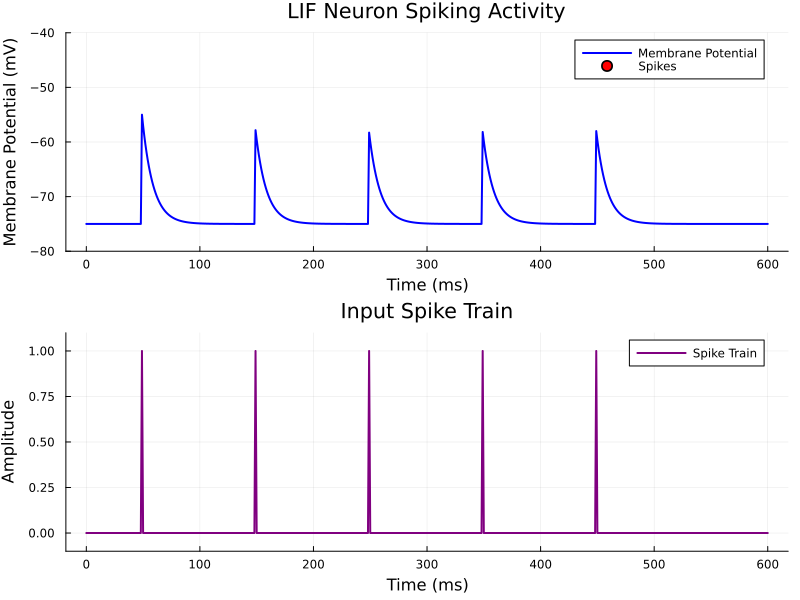 LIF Neuron Spiking Activity
Membrane Potential (mV)
−40
−50
−60
−70
−80
Membrane Potential
Spikes
0 100 200 300 400 500 600
Time (ms)
Input Spike Train
Amplitude
1.00
0.75
0.50
0.25
0.00
Spike Train
0 100 200 300 400 500 600
Time (ms)